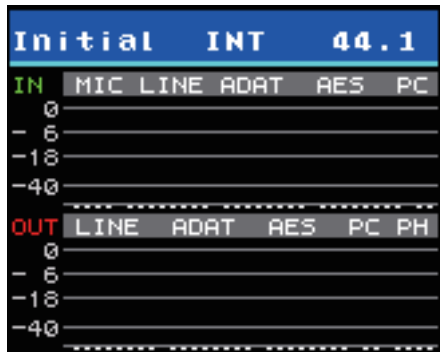 Initial INT 44.1
IN MIC LINE ADAT AES PC
0
- 6
-18
-40
OUT LINE ADAT AES PC PH
0
- 6
-18
-40